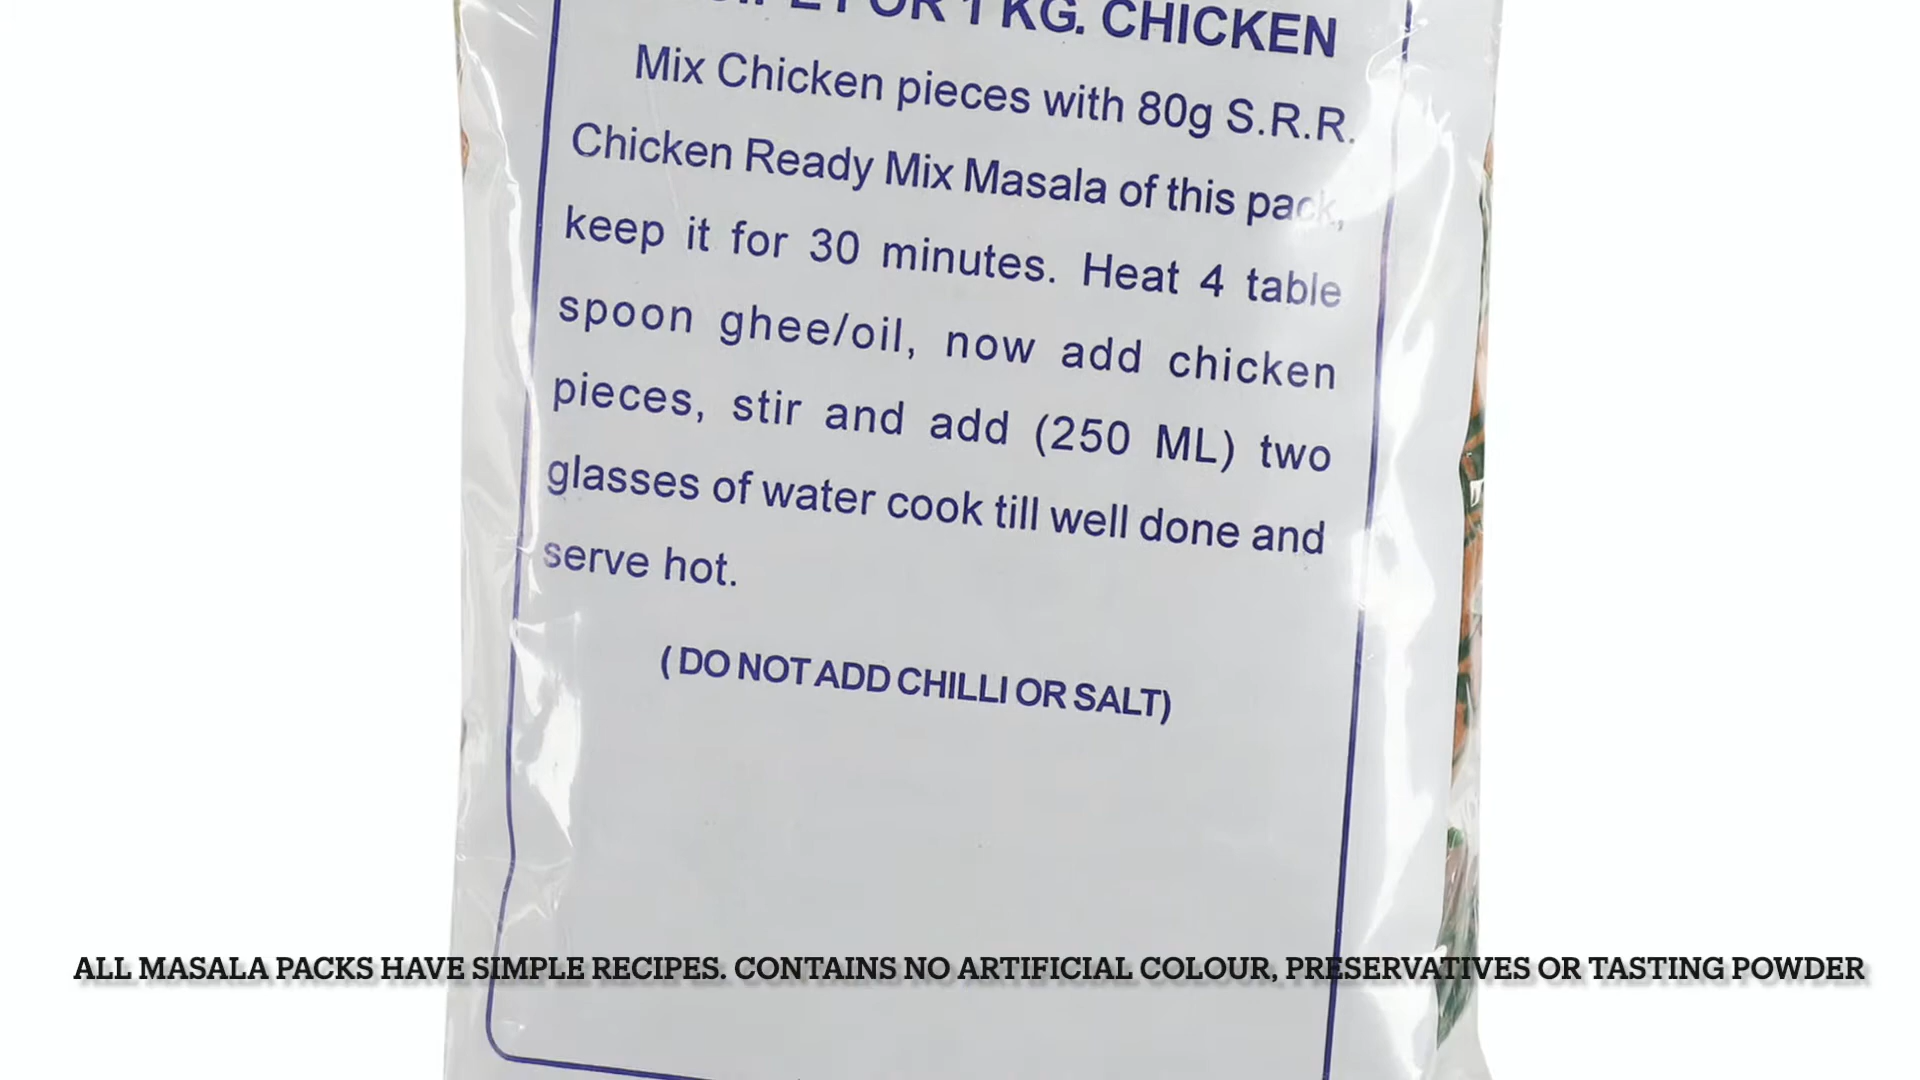 FOR 1 KG. CHICKEN
Mix Chicken pieces with 80g S.R.R.
Chicken Ready Mix Masala of this pack,
keep it for 30 minutes. Heat 4 table
spoon ghee/oil, now add chicken
pieces, stir and add (250 ML) two
glasses of water cook till well done and
serve hot.
( DO NOT ADD CHILLI OR SALT)
ALL MASALA PACKS HAVE SIMPLE RECIPES. CONTAINS NO ARTIFICIAL COLOUR, PRESERVATIVES OR TASTING POWDER